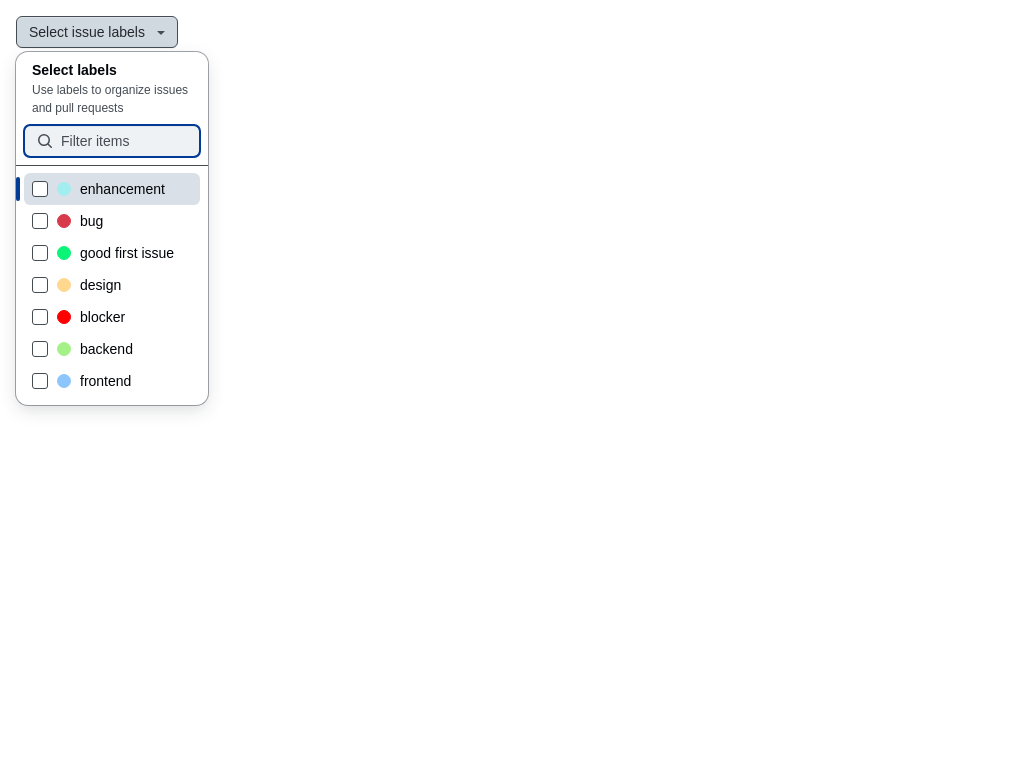 Select issue labels
Select labels
Use labels to organize issues
and pull requests
Filter items
enhancement
bug
good first issue
design
blocker
backend
frontend